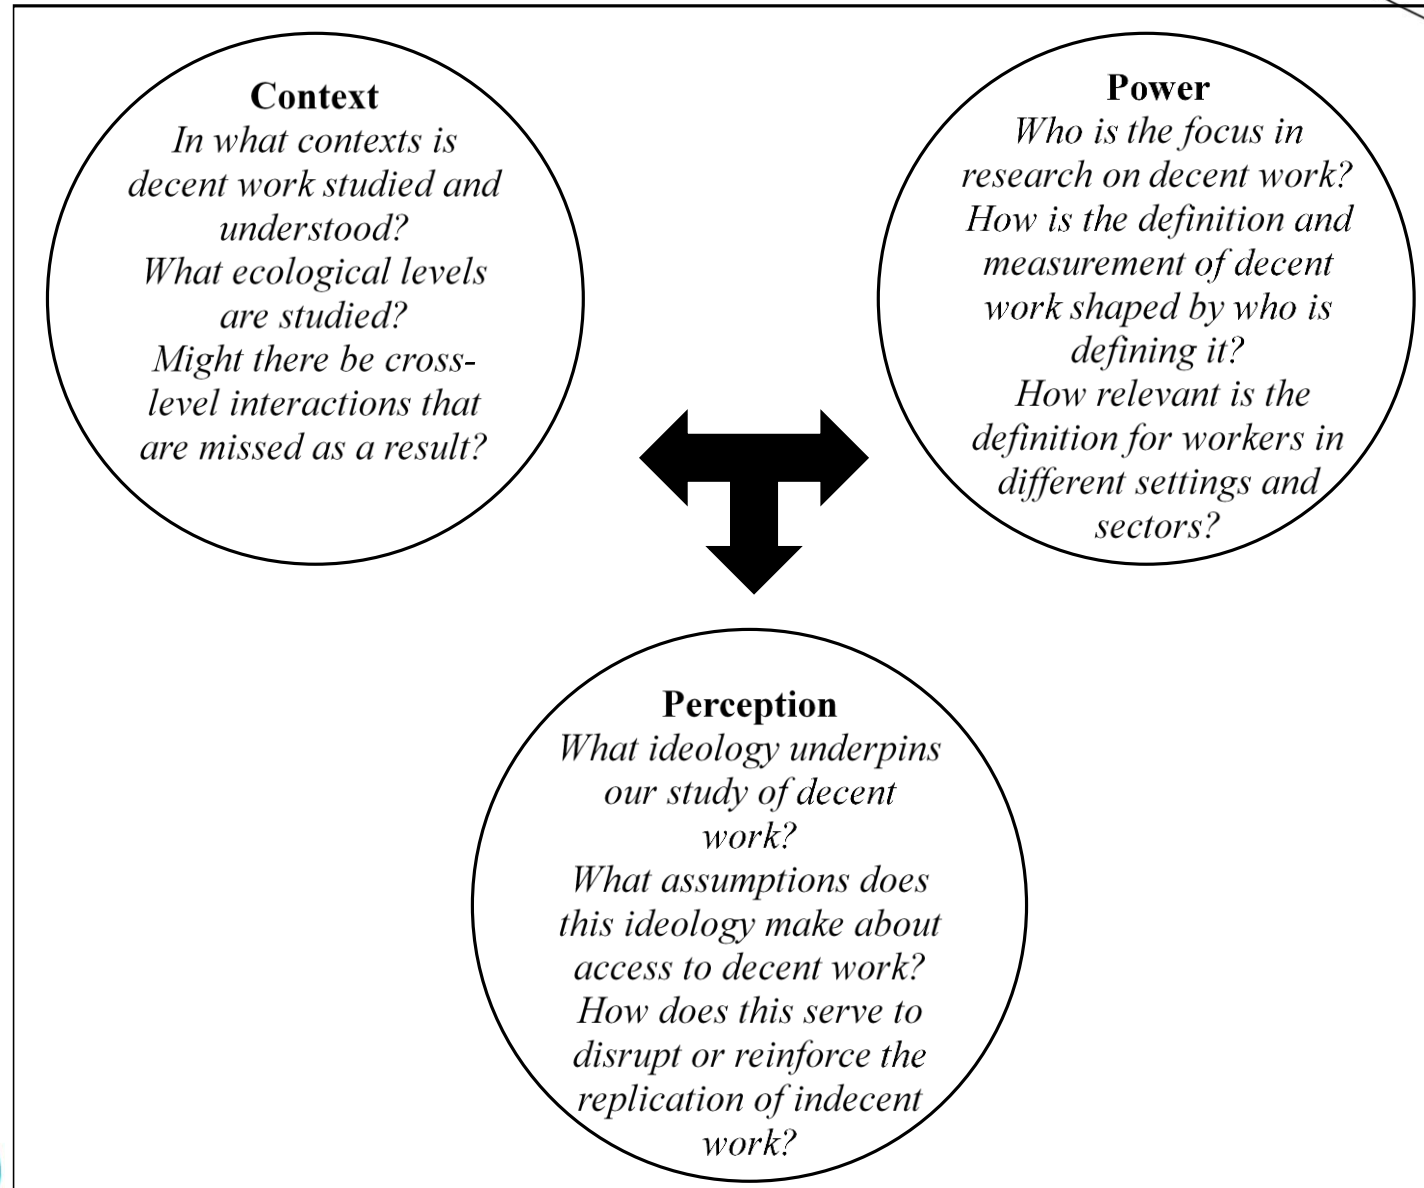 Context
In what contexts is
decent work studied and
understood?
What ecological levels
are studied?
Might there be cross-
level interactions that
are missed as a result?
Power
Who is the focus in
research on decent work?
How is the definition and
measurement of decent
work shaped by who is
defining it?
How relevant is the
definition for workers in
different settings and
sectors?
Perception
What ideology underpins
our study of decent
work?
What assumptions does
this ideology make about
access to decent work?
How does this serve to
disrupt or reinforce the
replication of indecent
work?